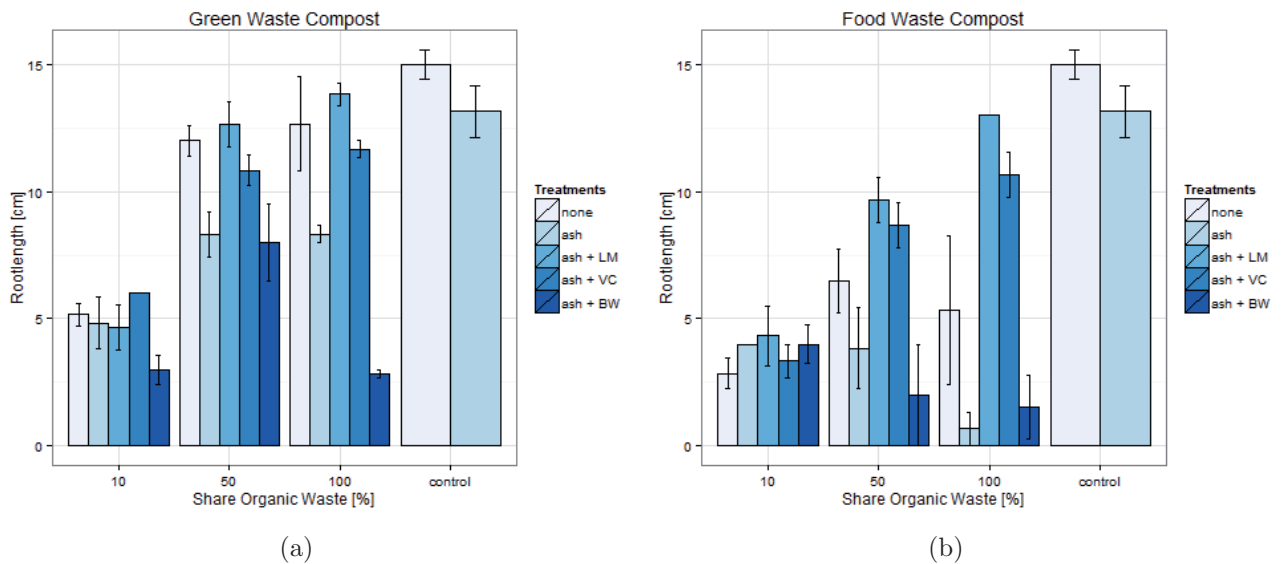 Green Waste Compost
Rootlength [cm]
15
10
5
0
10 50 100 control
Share Organic Waste [%]
Treatments
none
ash
ash + LM
ash + VC
ash + BW
(a)
Food Waste Compost
Rootlength [cm]
15
10
5
0
10 50 100 control
Share Organic Waste [%]
Treatments
none
ash
ash + LM
ash + VC
ash + BW
(b)